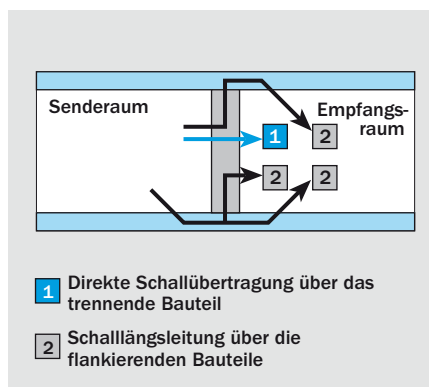 Senderaum
Empfangs-
raum
1 2
2 2
1 Direkte Schallübertragung über das
trennende Bauteil
2 Schalllängsleitung über die
flankierenden Bauteile